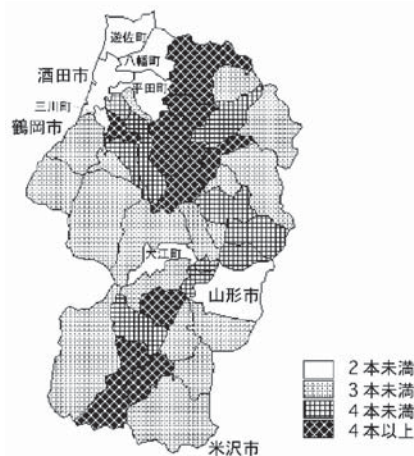 遊佐町
八幡町
酒田市
平田町
三川町
鶴岡市
大江町
山形市
2本未満
3本未満
4本未満
4本以上
米沢市